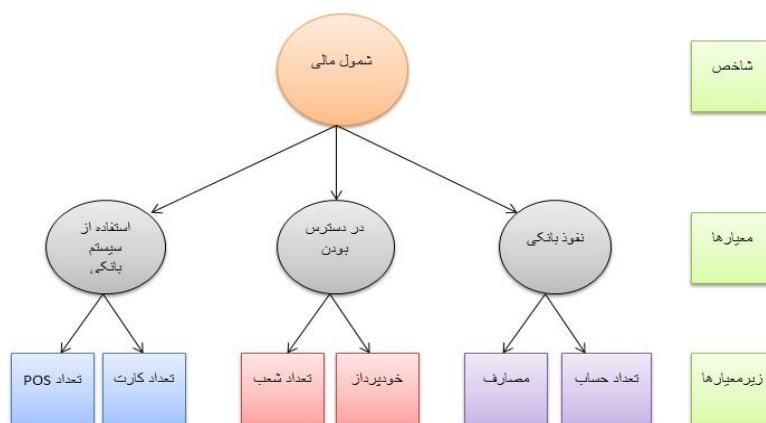 شمول مالی
شاخص
نفوذ بانکی
در دسترس
بودن
استفاده از
سیستم
بانکی
معیارها
تعداد حساب
مصارف
خودپرداز
تعداد شعب
تعداد کارت
تعداد POS
زیرمعیارها